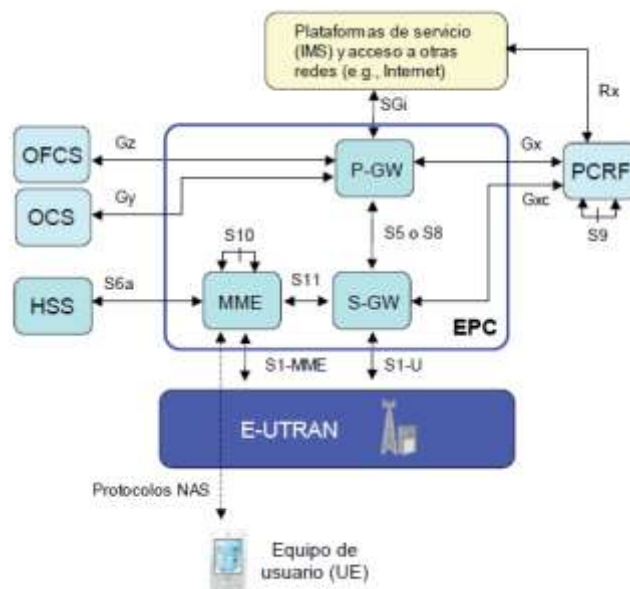 Plataformas de servicio
(IMS) y acceso a otras
redes (e.g., Internet)
Rx
SGi
OFCS
Gz
P-GW
Gx
PCRF
OCS
Gy
Gxc
S9
S10
S5 o S8
HSS
S6a
MME
S11
S-GW
EPC
S1-MME
S1-U
E-UTRAN
Protocolos NAS
Equipo de
usuario (UE)